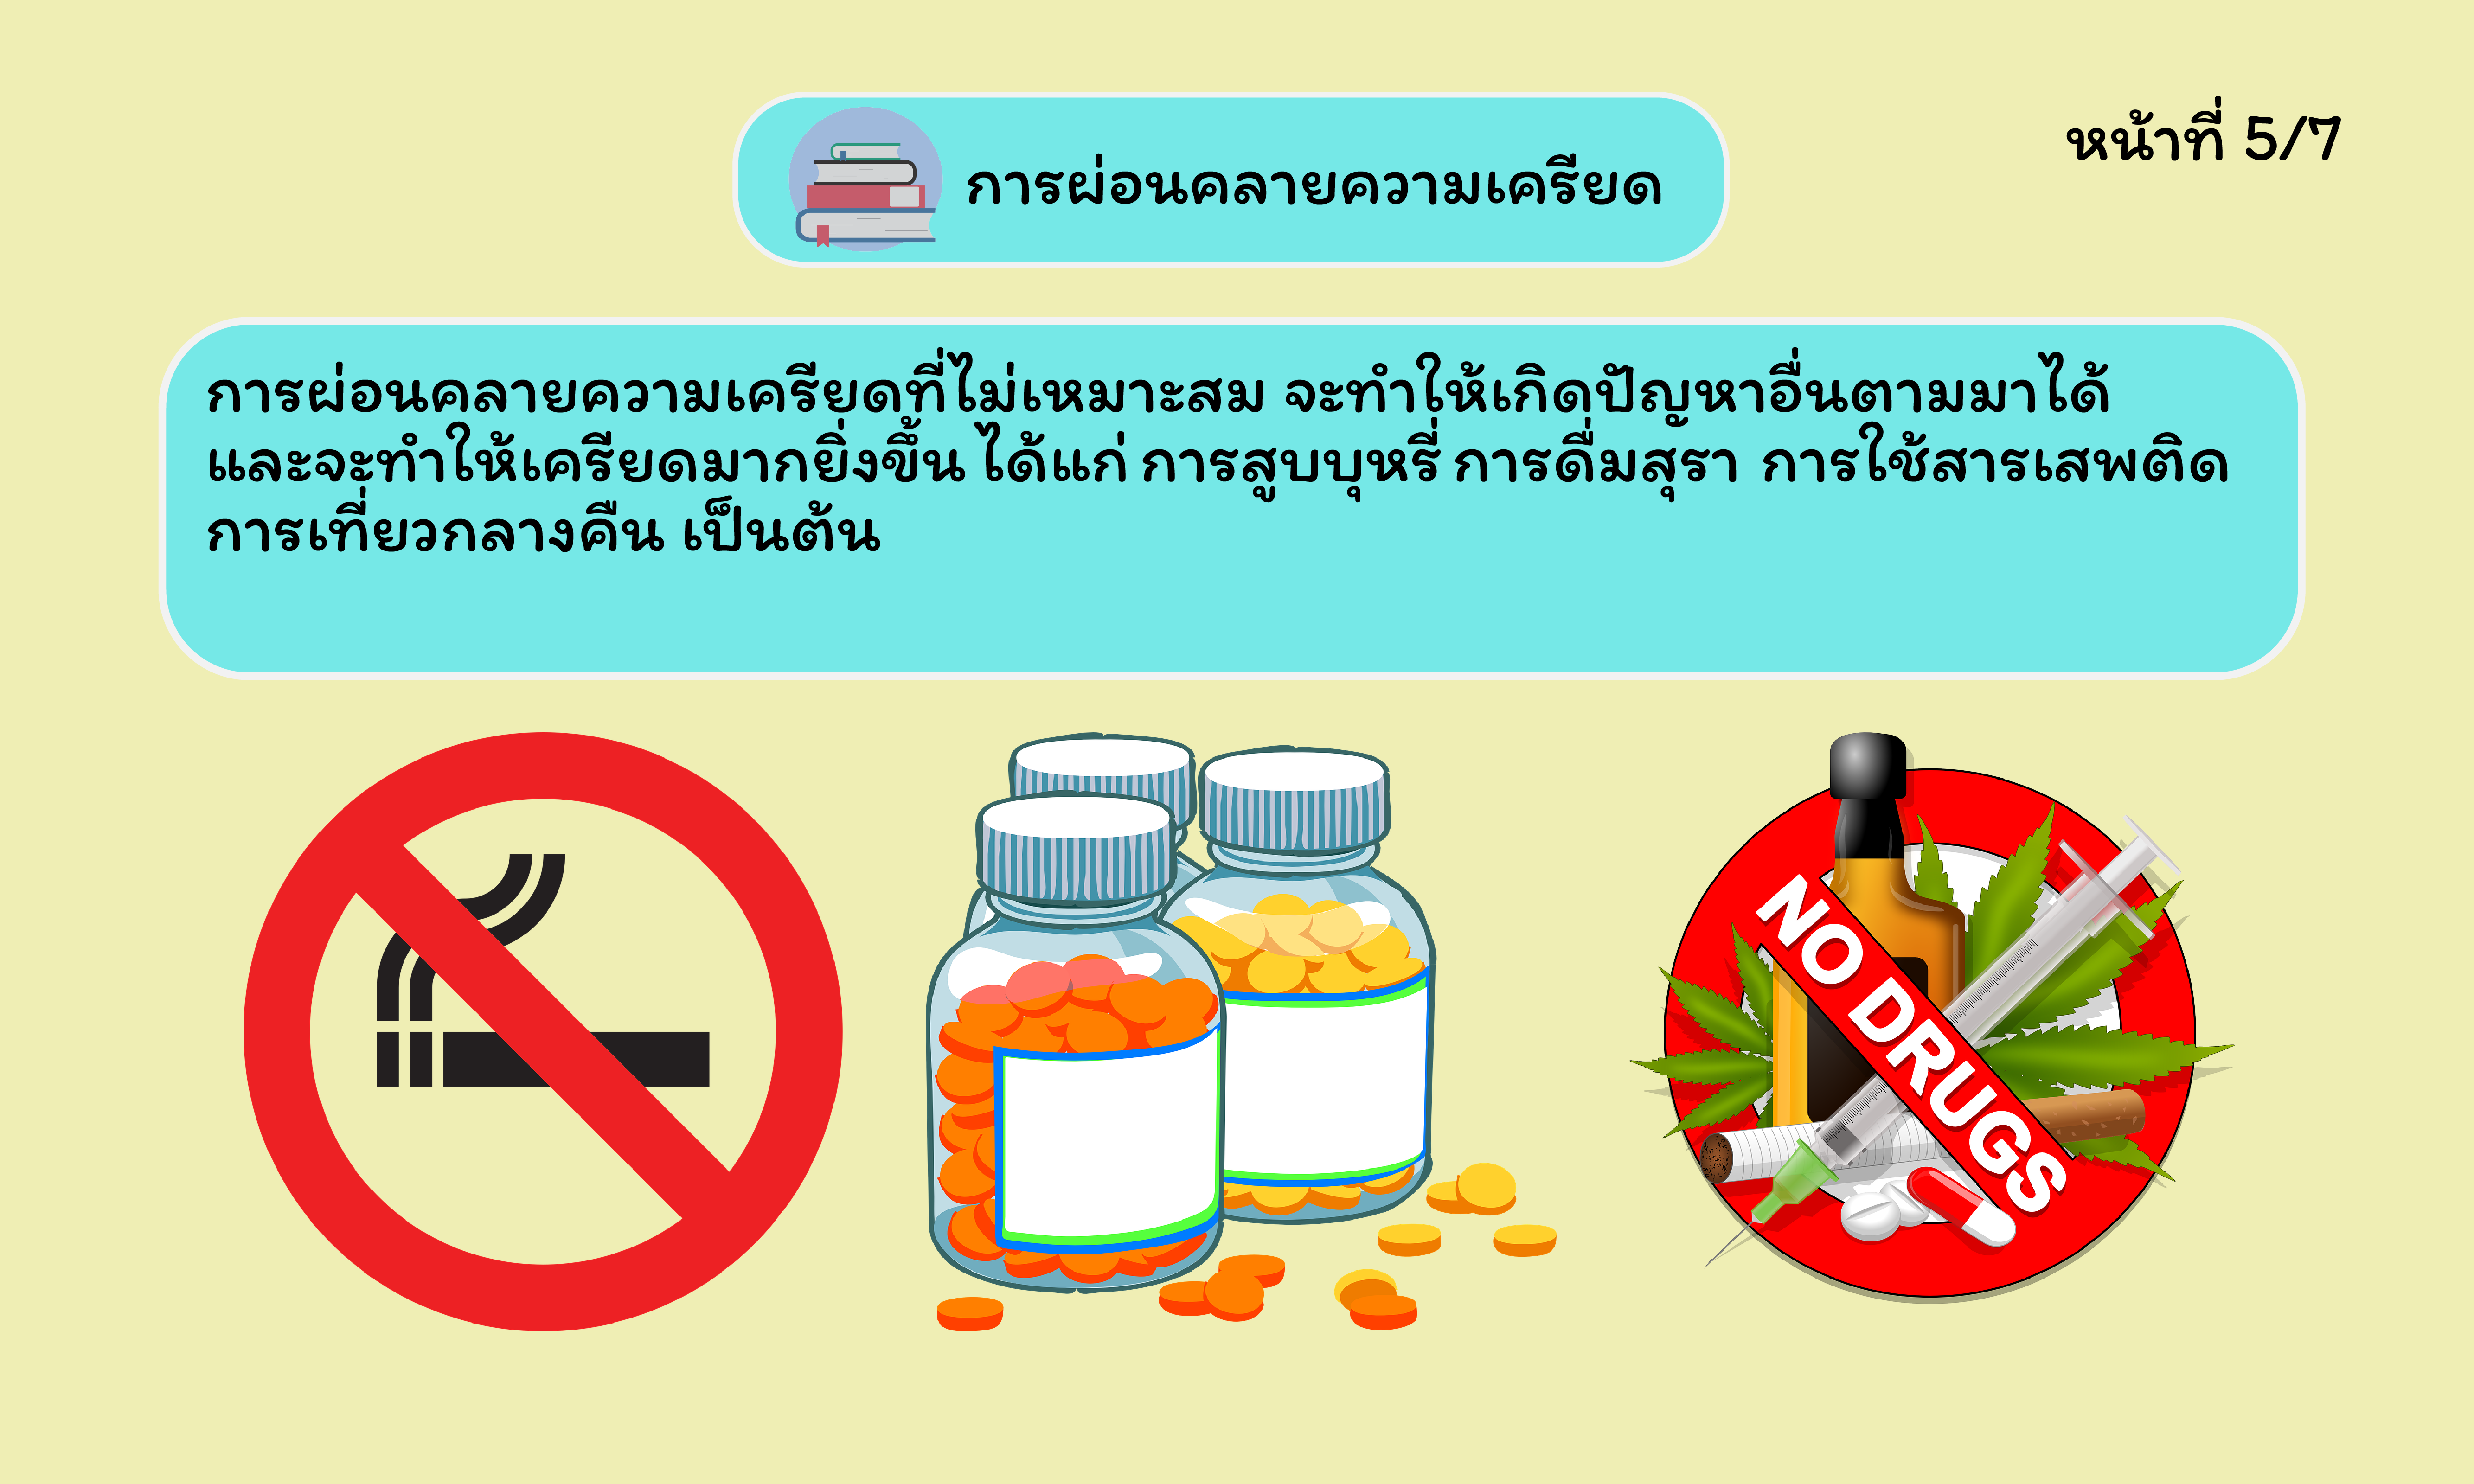 การผ่อนคลายความเครียด
หน้าที่ 5/7
การผ่อนคลายความเครียดที่ไม่เหมาะสม จะทำให้เกิดปัญหาอื่นตามมาได้
และจะทำให้เครียดมากยิ่งขึ้น ได้แก่ การสูบบุหรี่ การดื่มสุรา การใช้สารเสพติด
การเที่ยวกลางคืน เป็นต้น
NO DRUGS